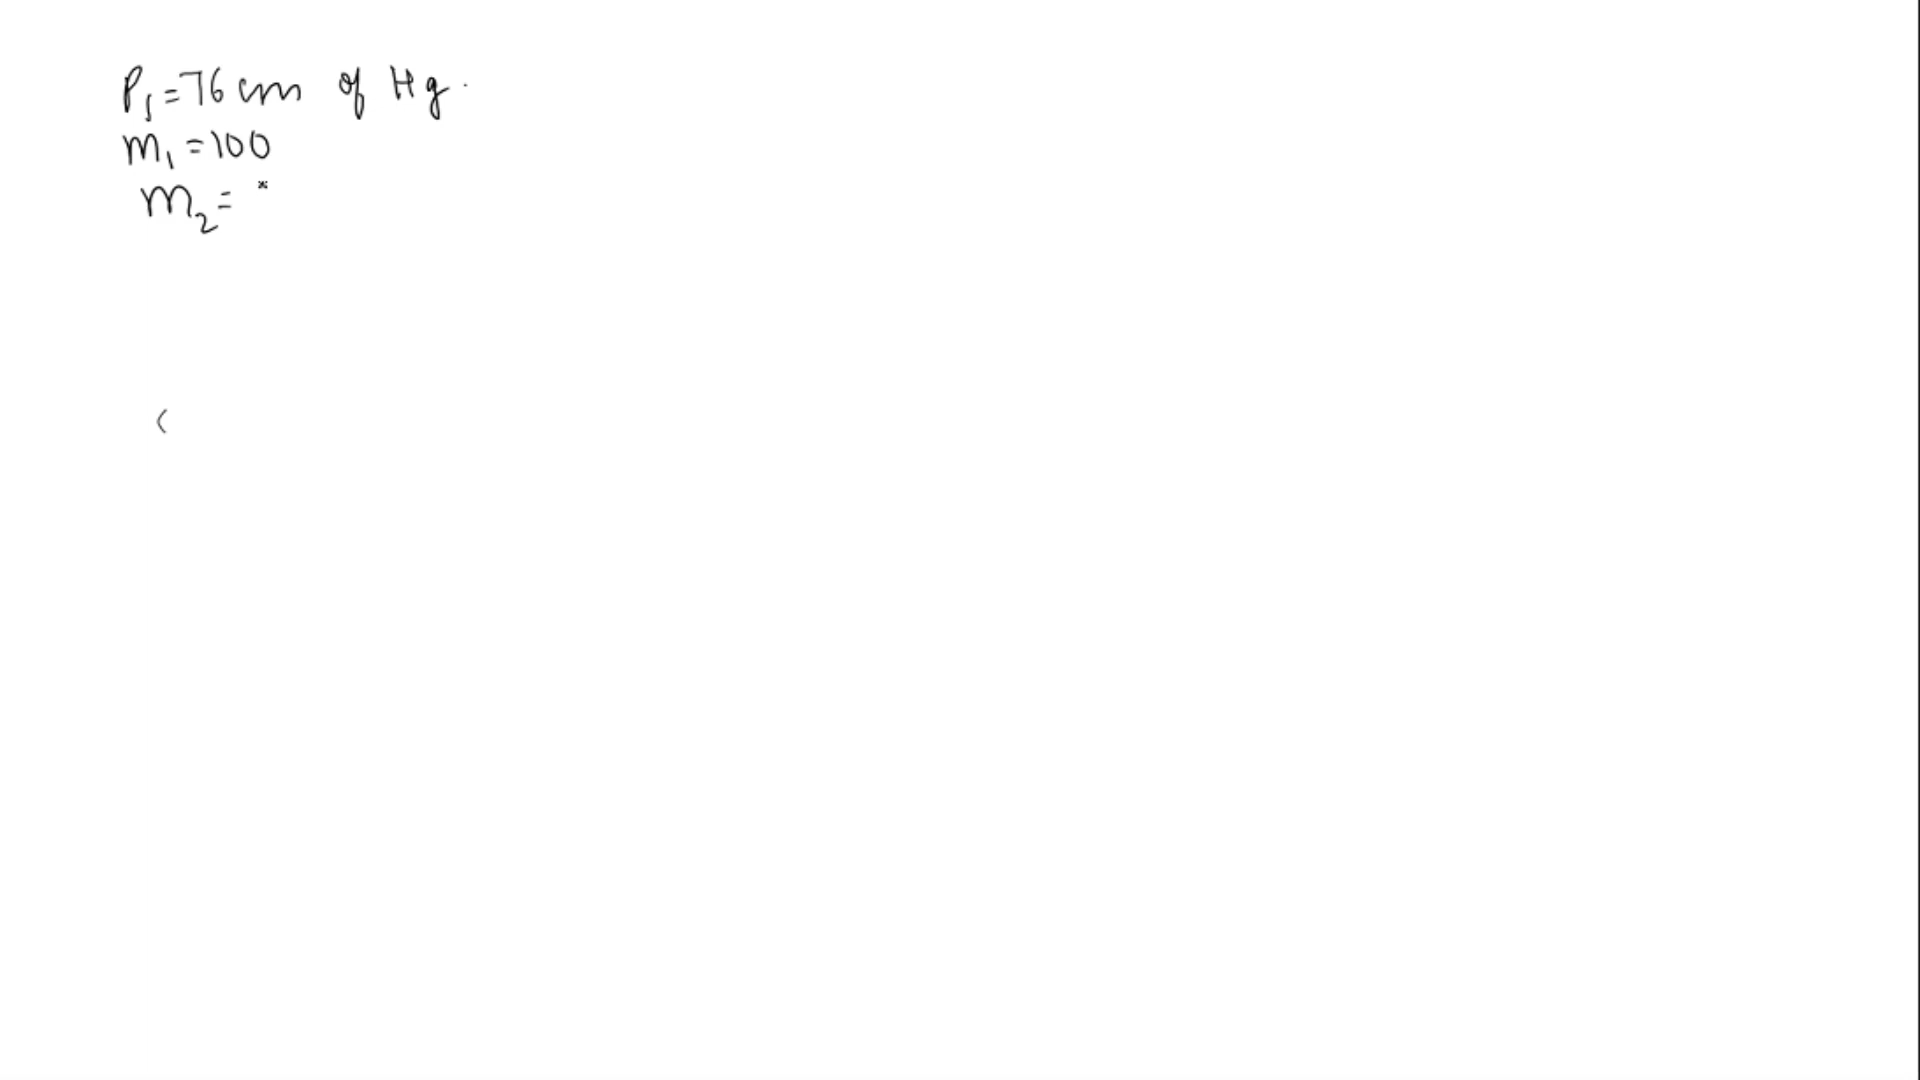 P₁ = 76 cm of Hg.
m₁ = 100
m₂ =
(